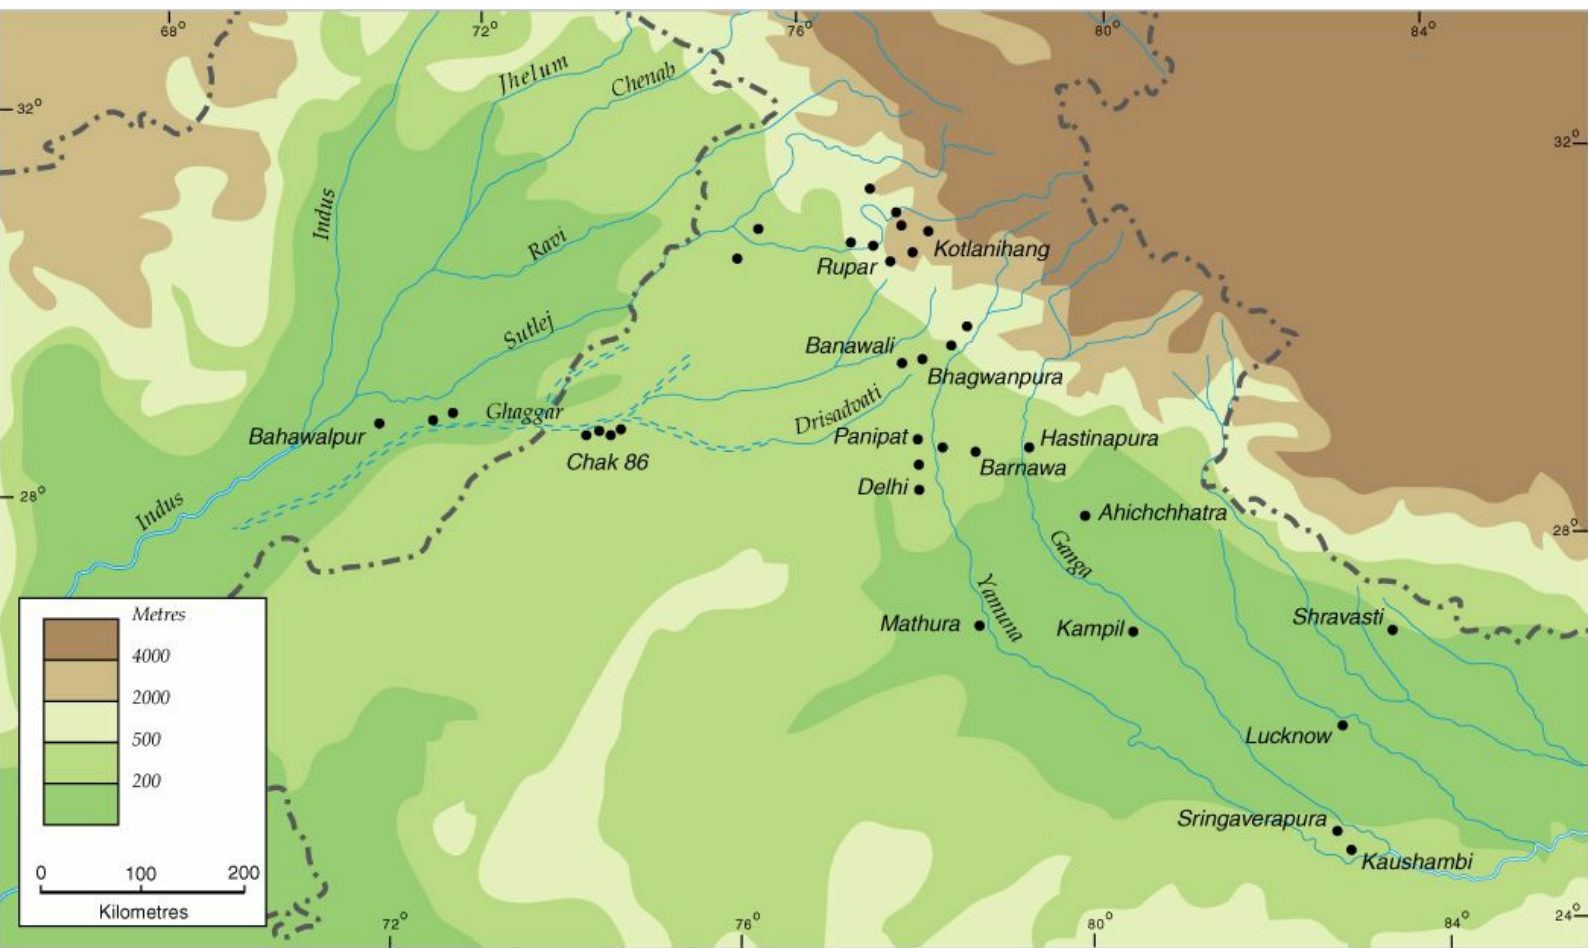 68°
72°
76°
80°
84°
Jhelum
Chenab
32°
32°
Indus
Ravi
Kotlanihang
Rupar
Sutlej
Banawali
Bhagwanpura
Ghaggar
Drisadvati
Bahawalpur
Panipat
Hastinapura
Chak 86
Barnawa
Delhi
28°
Indus
Ahichchhatra
28°
Ganga
Yamuna
Metres
Mathura
Kampil
Shravasti
4000
2000
500
Lucknow
200
Sringaverapura
Kaushambi
0 100 200
Kilometres
72°
76°
80°
84°
24°